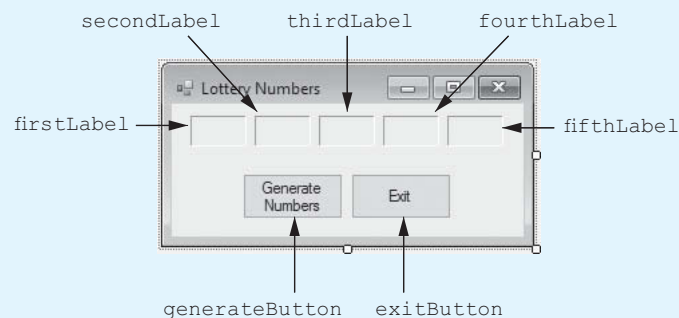 secondLabel thirdLabel fourthLabel
Lottery Numbers
firstLabel fifthLabel
Generate
Numbers
Exit
generateButton exitButton